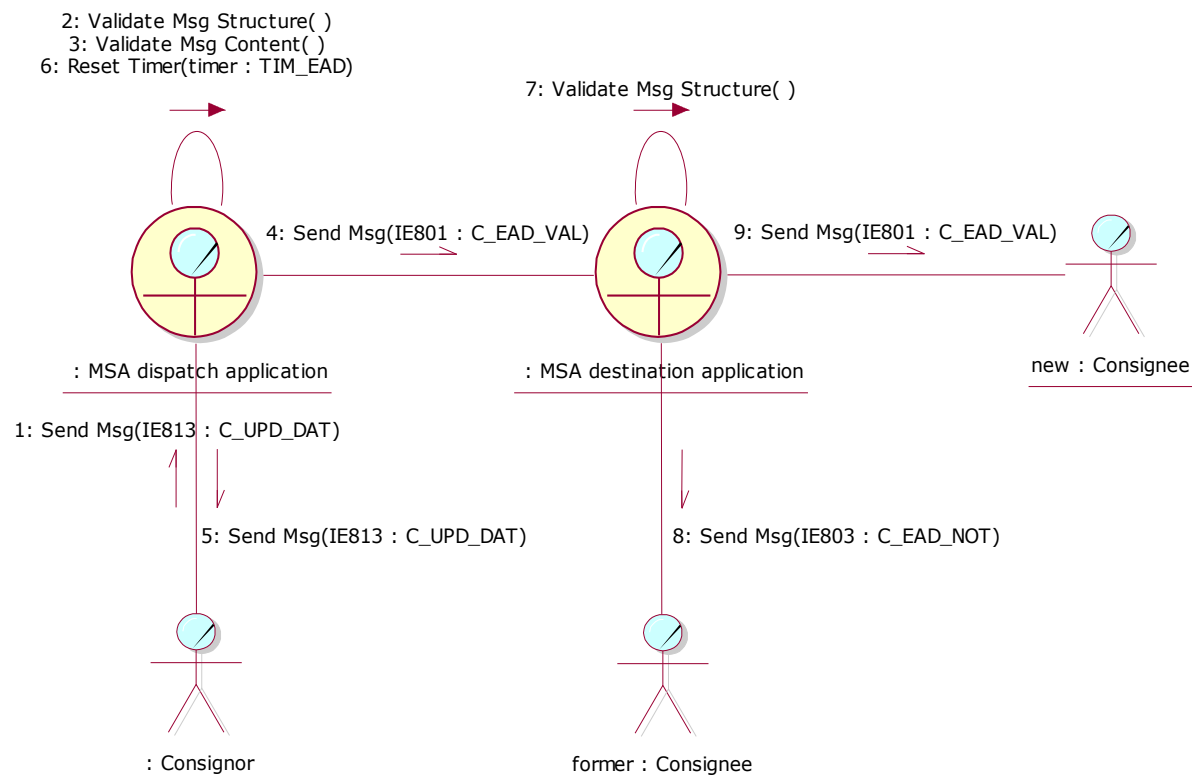 2: Validate Msg Structure( )
3: Validate Msg Content( )
6: Reset Timer(timer : TIM_EAD)
7: Validate Msg Structure( )
4: Send Msg(IE801 : C_EAD_VAL)
9: Send Msg(IE801 : C_EAD_VAL)
: MSA dispatch application
: MSA destination application
new : Consignee
1: Send Msg(IE813 : C_UPD_DAT)
5: Send Msg(IE813 : C_UPD_DAT)
8: Send Msg(IE803 : C_EAD_NOT)
: Consignor
former : Consignee